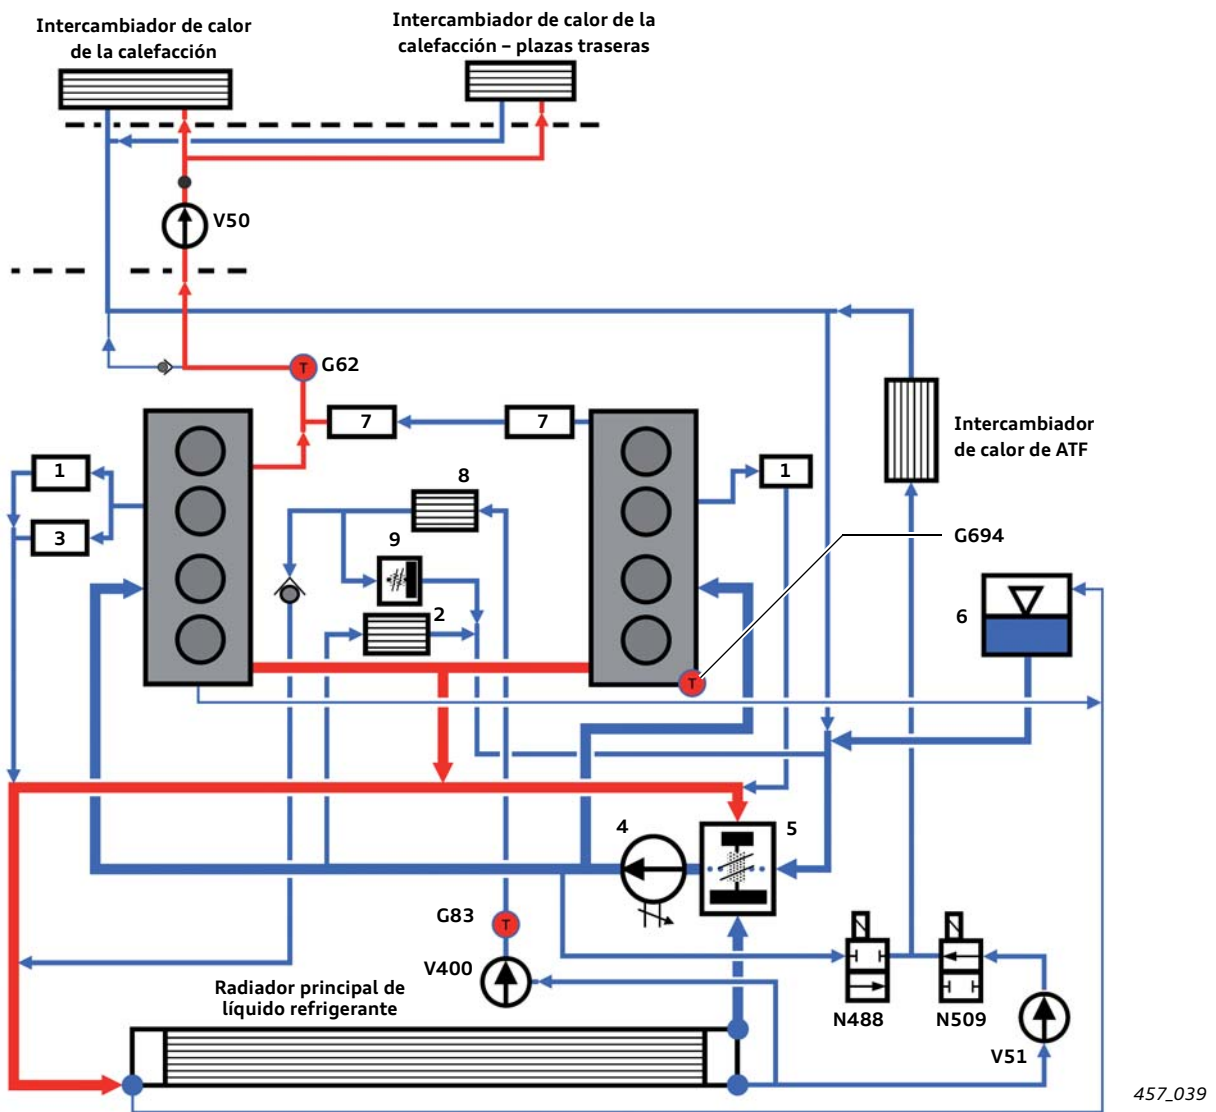 Intercambiador de calor
de la calefacción
Intercambiador de calor de la
calefacción – plazas traseras
V50
T
G62
7
7
1
3
8
9
2
1
Intercambiador
de calor de ATF
G694
6
T
4
5
G83
T
V400
Radiador principal de
líquido refrigerante
N488
N509
V51
457_039